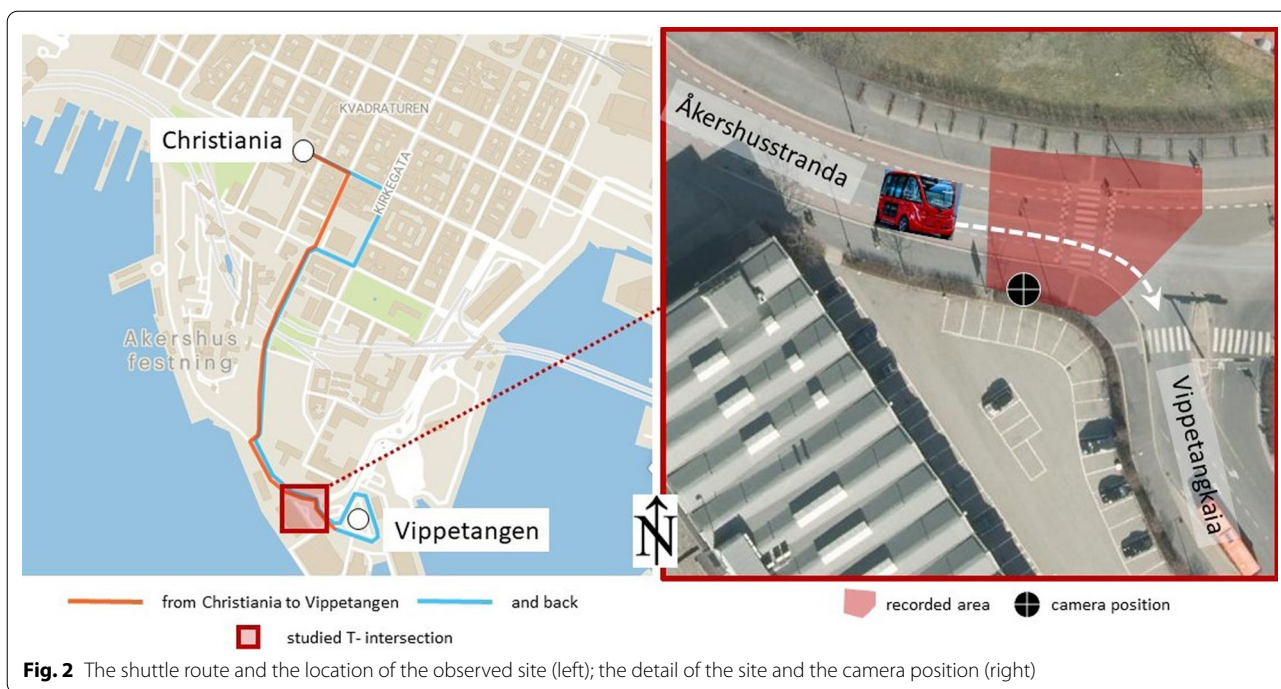 KVADRATUREN
Christiania
KIRKEGATA
Akershus
festning
Vippetangen
N
Åkershusstranda
Vippetangkaia
from Christiania to Vippetangen
and back
studied T- intersection
recorded area
camera position
Fig. 2 The shuttle route and the location of the observed site (left); the detail of the site and the camera position (right)